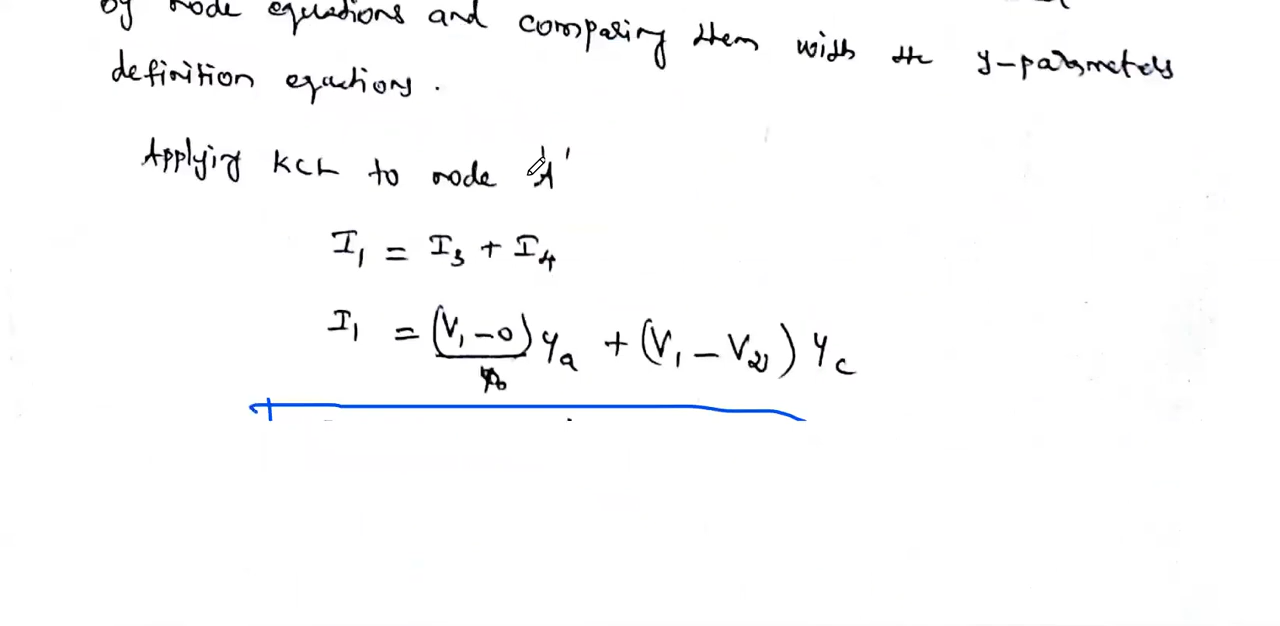 by node equations and comparing them with the y-parameters
definition equations.
Applying KCL to node 'A'
I₁ = I₃ + I₄
I₁ = (V₁-0) Ya + (V₁ - V₂) Yc